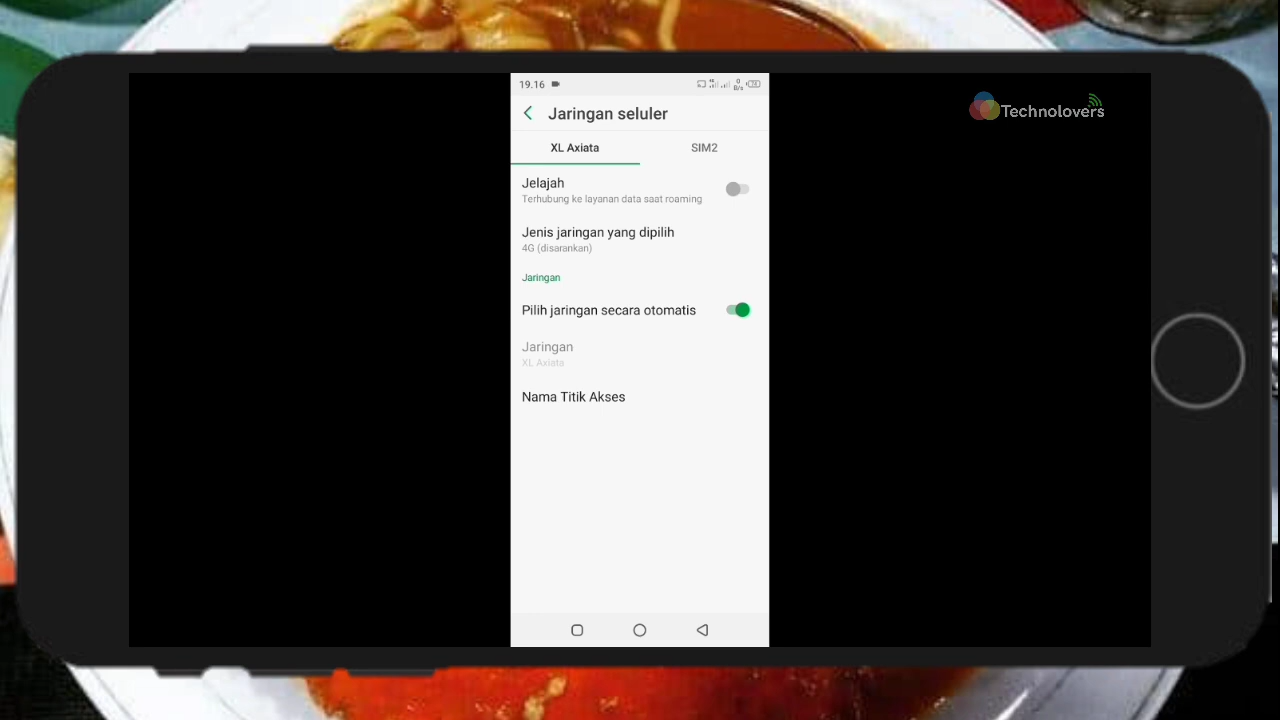 19.16
Technolovers
Jaringan seluler
XL Axiata
SIM2
Jelajah
Terhubung ke layanan data saat roaming
Jenis jaringan yang dipilih
4G (disarankan)
Jaringan
Pilih jaringan secara otomatis
Jaringan
XL Axiata
Nama Titik Akses